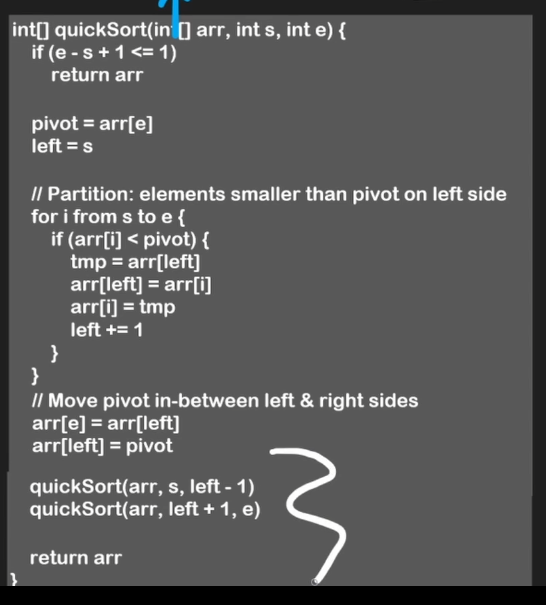 int[] quickSort(int[] arr, int s, int e) {
if (e - s + 1 <= 1)
return arr
pivot = arr[e]
left = s
// Partition: elements smaller than pivot on left side
for i from s to e {
if (arr[i] < pivot) {
tmp = arr[left]
arr[left] = arr[i]
arr[i] = tmp
left += 1
}
}
// Move pivot in-between left & right sides
arr[e] = arr[left]
arr[left] = pivot
quickSort(arr, s, left - 1)
quickSort(arr, left + 1, e)
return arr
}